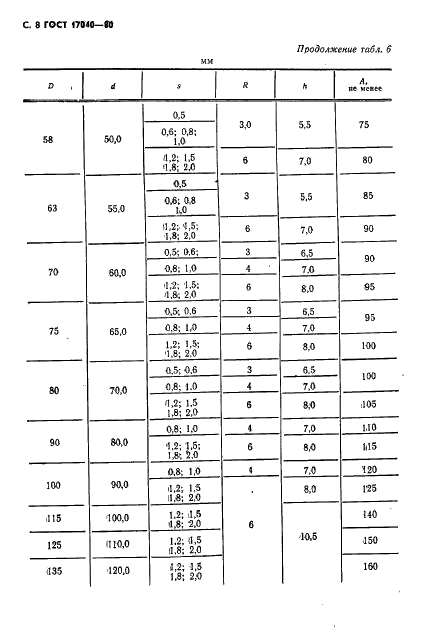 С. 8 ГОСТ 17040—80
Продолжение табл. 6
мм
D d s R h A, не менее
58 50,0 0,5 3,0 5,5 75
0,6; 0,8; 1,0
1,2; 1,5 1,8; 2,0 6 7,0 80
63 55,0 0,5 3 5,5 85
0,6; 0,8 1,0
1,2; 1,5; 1,8; 2,0 6 7,0 90
70 60,0 0,5; 0,6; 3 6,5 90
0,8; 1,0 4 7,0
1,2; 1,5; 1,8; 2,0 6 8,0 95
75 65,0 0,5; 0,6 3 6,5 95
0,8; 1,0 4 7,0
1,2; 1,5; 1,8; 2,0 6 8,0 100
80 70,0 0,5; 0,6 3 6,5 100
0,8; 1,0 4 7,0
1,2; 1,5 1,8; 2,0 6 8,0 105
90 80,0 0,8; 1,0 4 7,0 110
1,2; 1,5; 1,8; 2,0 6 8,0 115
100 90,0 0,8; 1,0 4 7,0 120
1,2; 1,5 1,8; 2,0 6 8,0 125
115 100,0 1,2; 1,5 1,8; 2,0 10,5 140
125 110,0 1,2; 1,5 1,8; 2,0 150
135 120,0 1,2; 1,5 1,8; 2,0 160